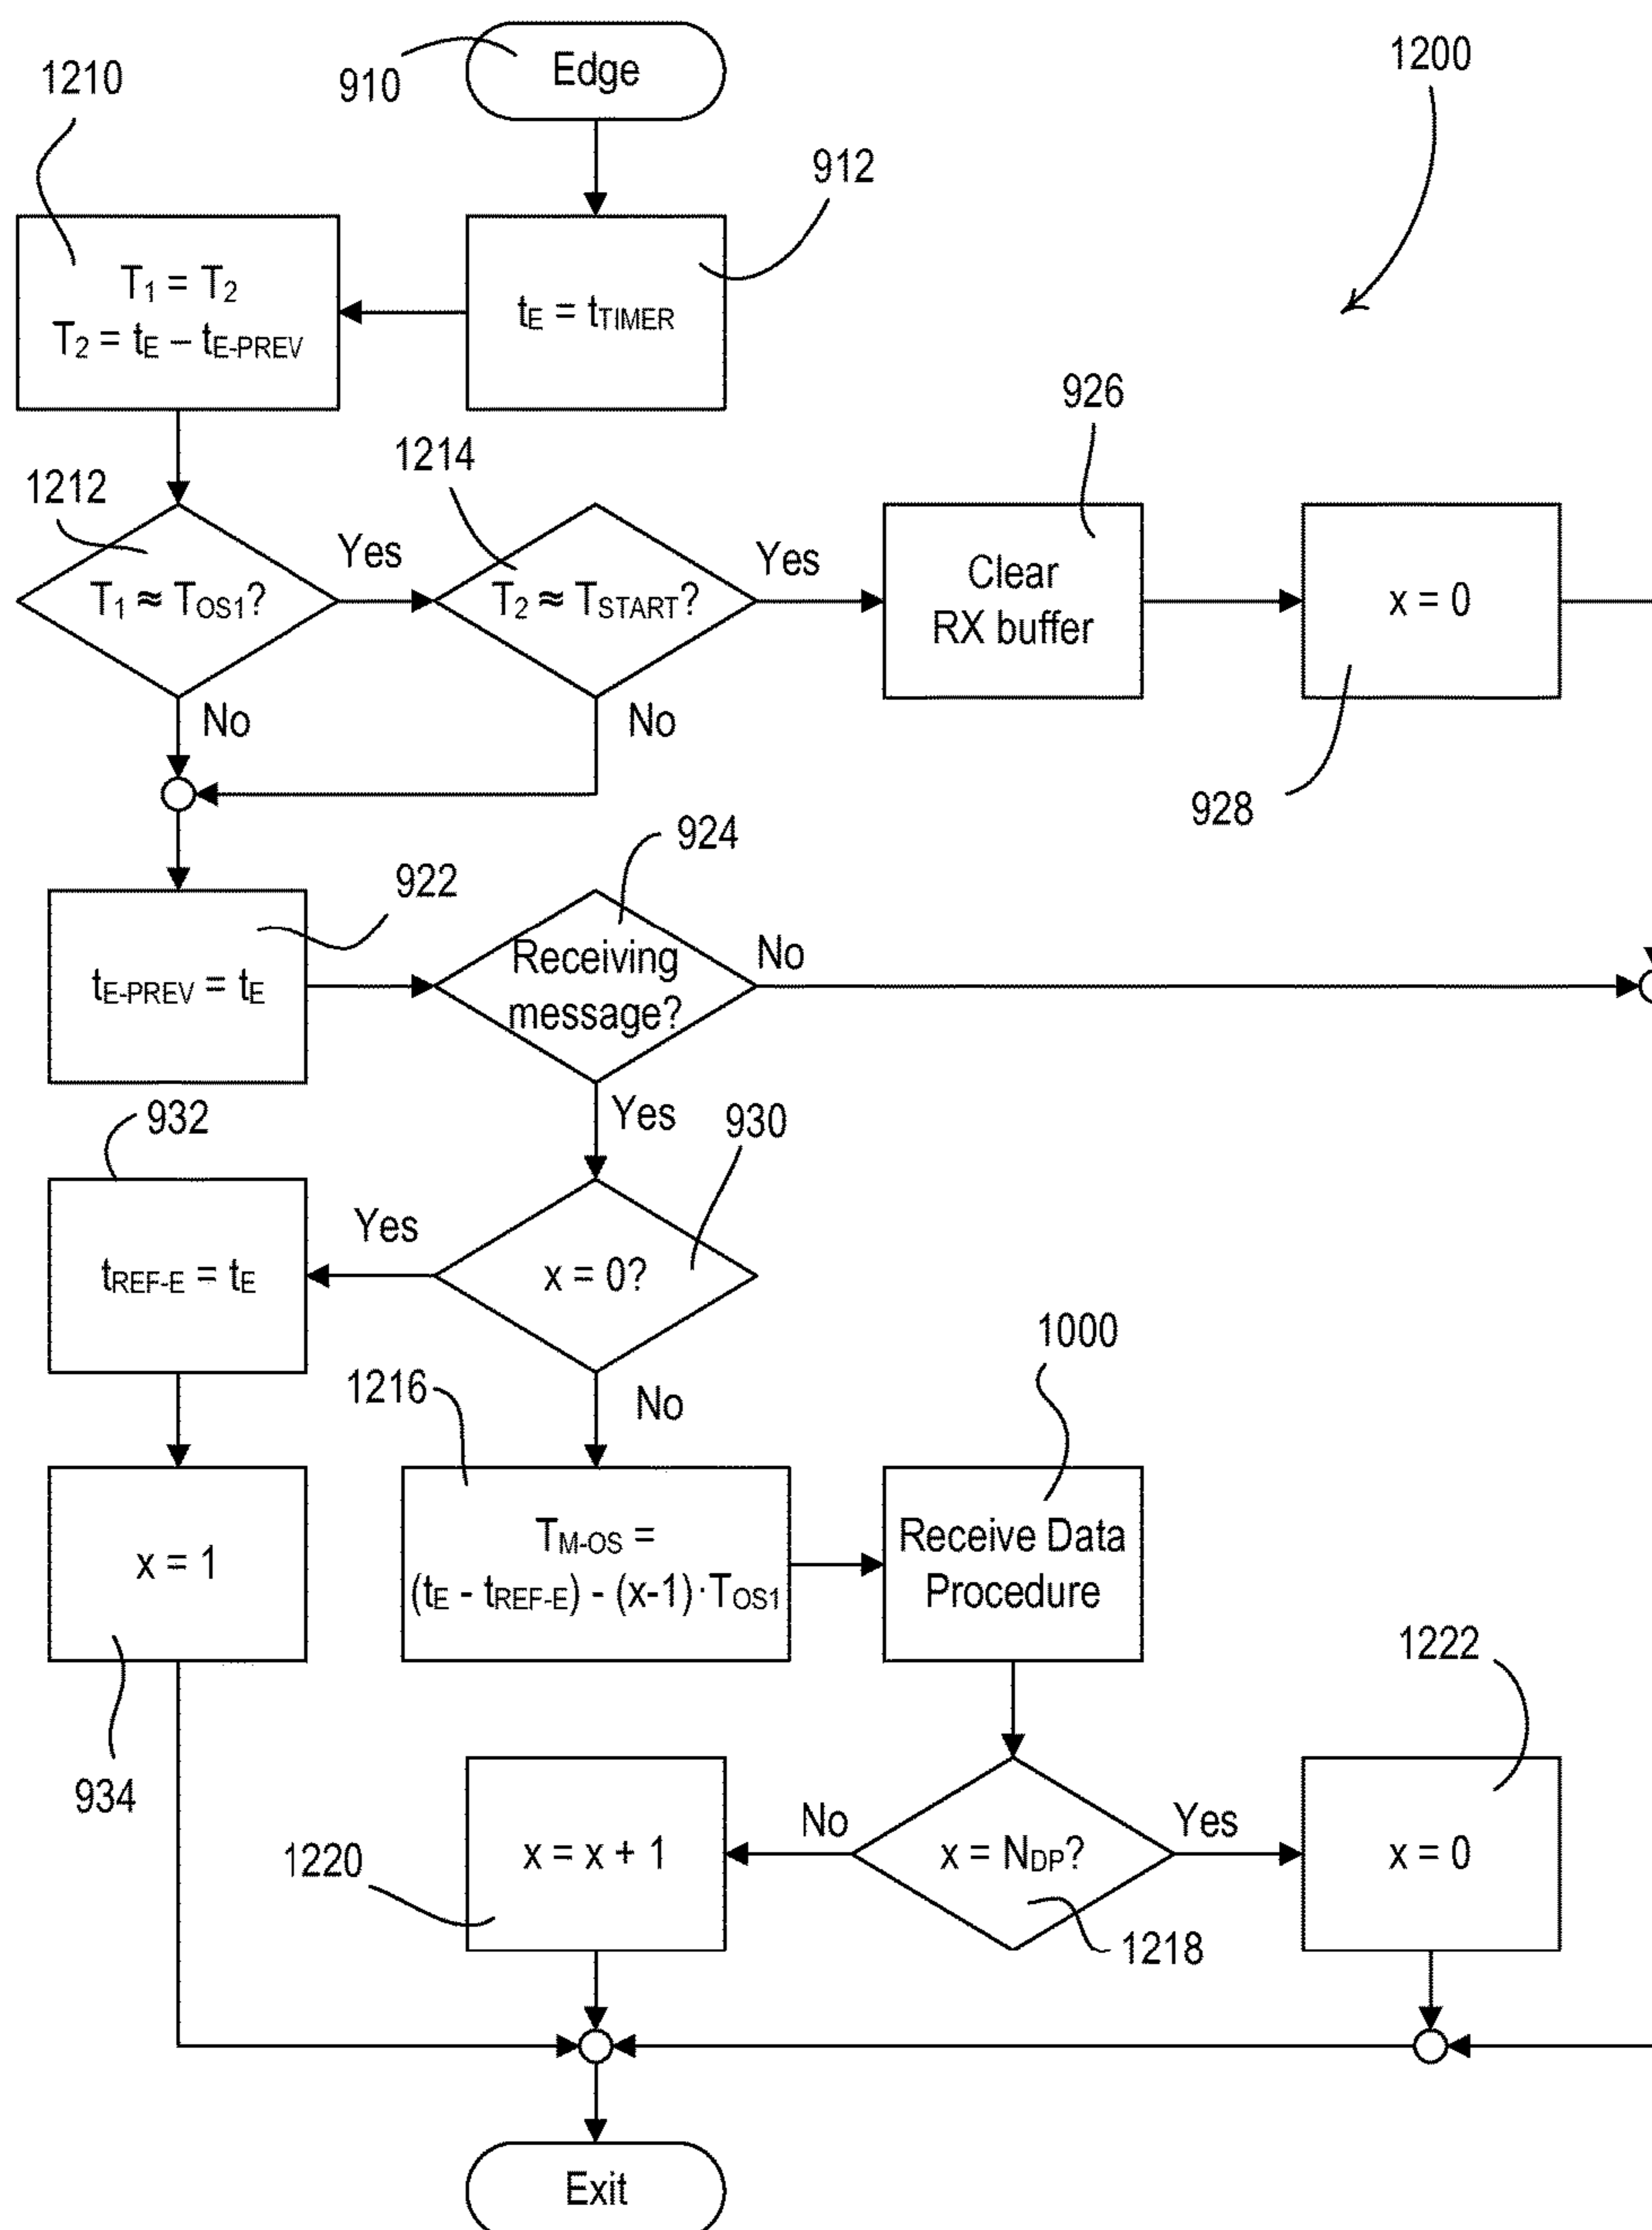 1210
910
Edge
1200
912
T₁ = T₂
T₂ = tE – tE-PREV
tE = tTIMER
926
1214
1212
Yes
Yes
T₁ ≈ TOS1?
T₂ ≈ TSTART?
Clear
RX buffer
x = 0
No
No
928
924
922
Receiving
message?
No
tE-PREV = tE
Yes
932
930
Yes
tREF-E = tE
x = 0?
1000
1216
No
x = 1
TM-OS =
(tE - tREF-E) - (x-1)·TOS1
Receive Data
Procedure
1222
934
No
Yes
1220
x = x + 1
x = NDP?
x = 0
1218
Exit